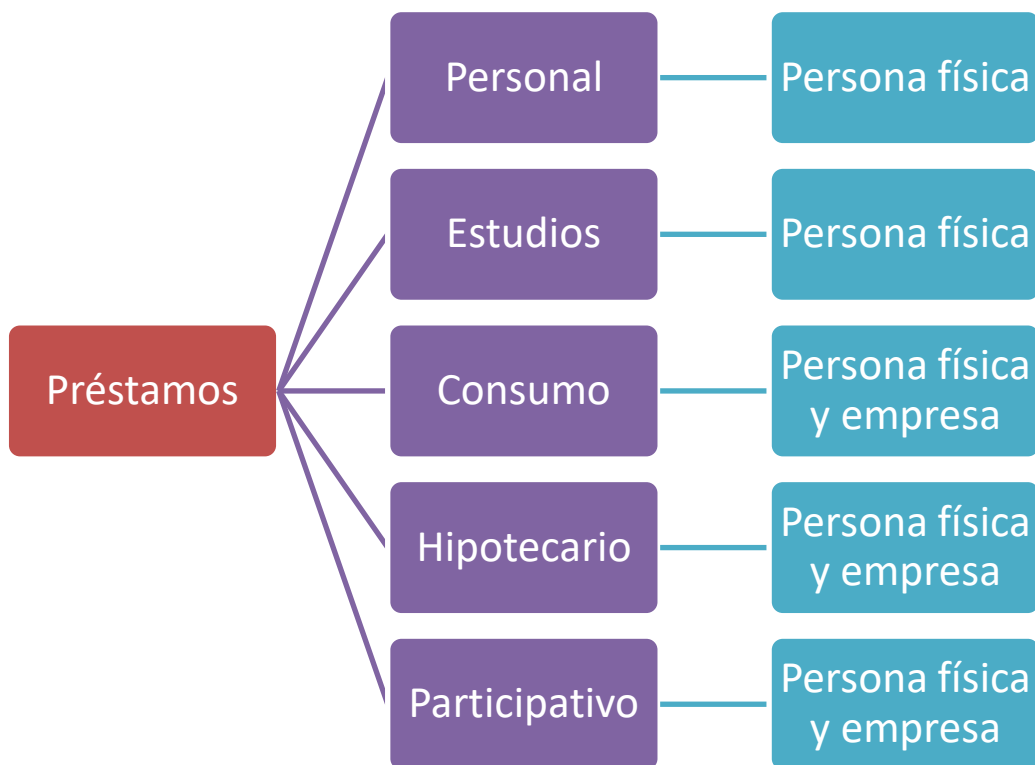 Préstamos
Personal
Persona física
Estudios
Persona física
Consumo
Persona física
y empresa
Hipotecario
Persona física
y empresa
Participativo
Persona física
y empresa